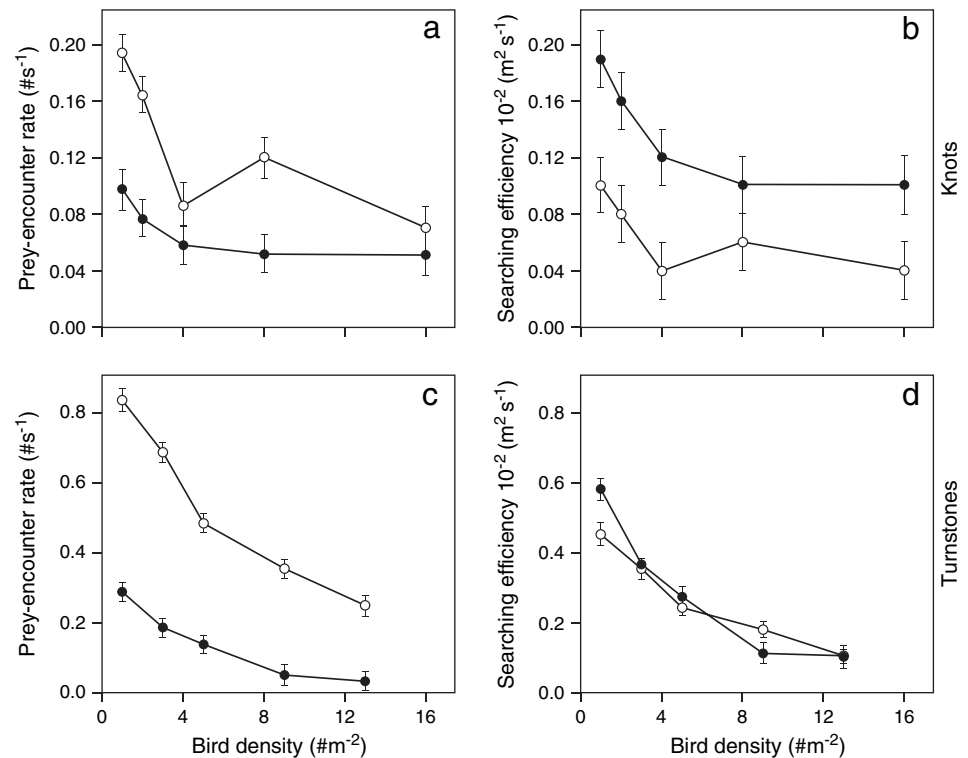 a
b
Prey-encounter rate (#s-1)
0.20
0.16
0.12
0.08
0.04
0.00
Searching efficiency 10-2 (m2 s-1)
0.20
0.16
0.12
0.08
0.04
0.00
Knots
c
d
Prey-encounter rate (#s-1)
0.8
0.6
0.4
0.2
0.0
0 4 8 12 16
Bird density (#m-2)
Searching efficiency 10-2 (m2 s-1)
0.8
0.6
0.4
0.2
0.0
0 4 8 12 16
Bird density (#m-2)
Turnstones